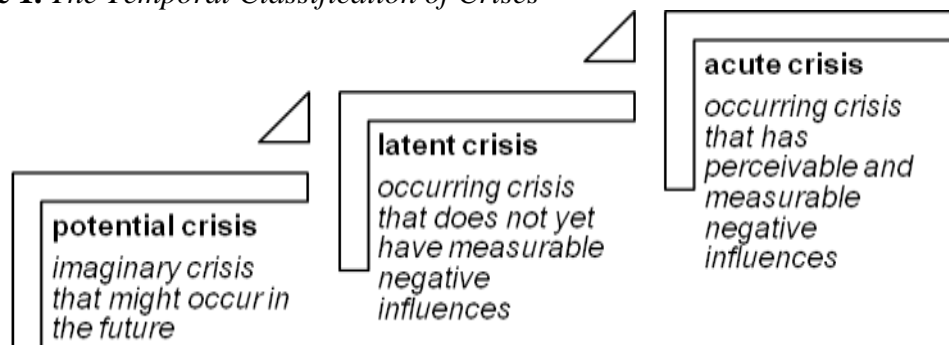 1. The Temporal Classification of Crises
acute crisis
occurring crisis
that has
perceivable and
measurable
negative
influences
latent crisis
occurring crisis
that does not yet
have measurable
negative
influences
potential crisis
imaginary crisis
that might occur in
the future